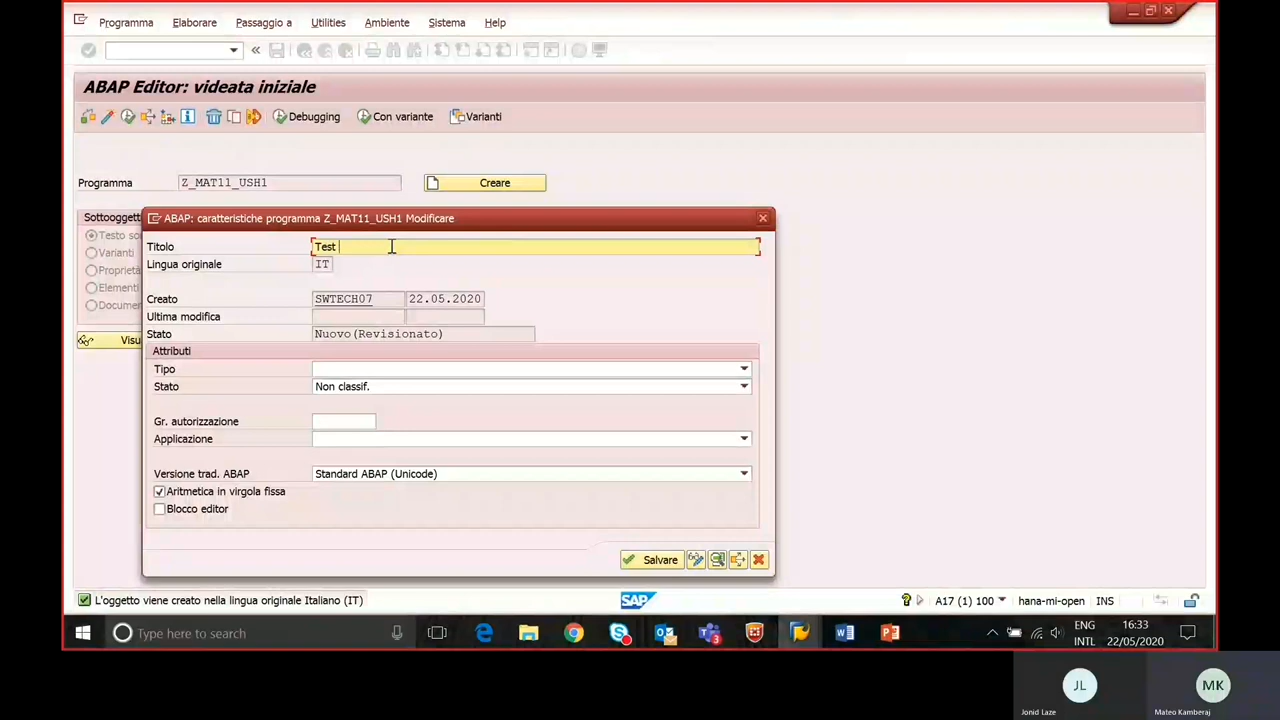 Programma Elaborare Passaggio a Utilities Ambiente Sistema Help
ABAP Editor: videata iniziale
Debugging Con variante Varianti
Programma Z_MAT11_USH1 Creare
Sottooggett
ABAP: caratteristiche programma Z_MAT11_USH1 Modificare
Testo so
Varianti
Proprietà
Elementi
Documen
Visu
Titolo Test
Lingua originale IT
Creato SWTECH07 22.05.2020
Ultima modifica
Stato Nuovo(Revisionato)
Attributi
Tipo
Stato Non classif.
Gr. autorizzazione
Applicazione
Versione trad. ABAP Standard ABAP (Unicode)
Aritmetica in virgola fissa
Blocco editor
Salvare
L'oggetto viene creato nella lingua originale Italiano (IT) SAP A17 (1) 100 hana-mi-open INS
Type here to search
3
ENG 16:33
INTL 22/05/2020
JL MK
Jonid Laze Mateo Kamberaj